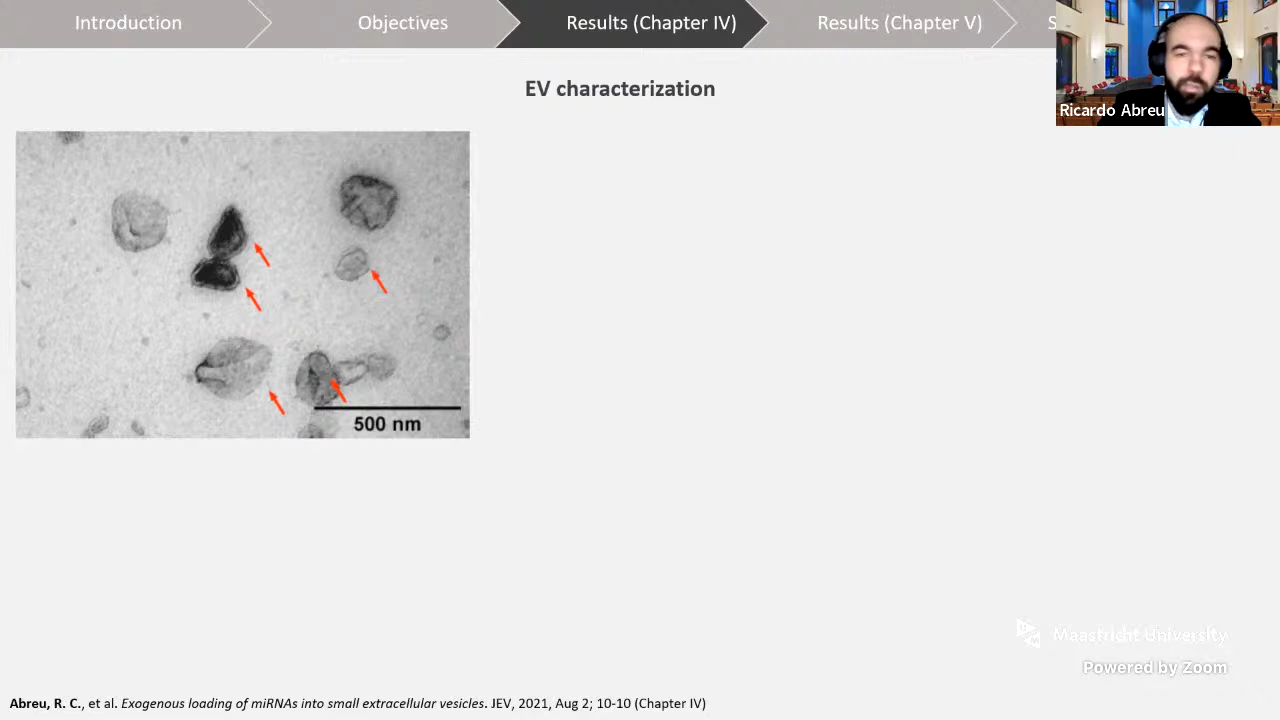 Introduction
Objectives
Results (Chapter IV)
Results (Chapter V)
S
Ricardo Abreu
EV characterization
500 nm
Maastricht University
Powered by Zoom
Abreu, R. C., et al. Exogenous loading of miRNAs into small extracellular vesicles. JEV, 2021, Aug 2; 10-10 (Chapter IV)